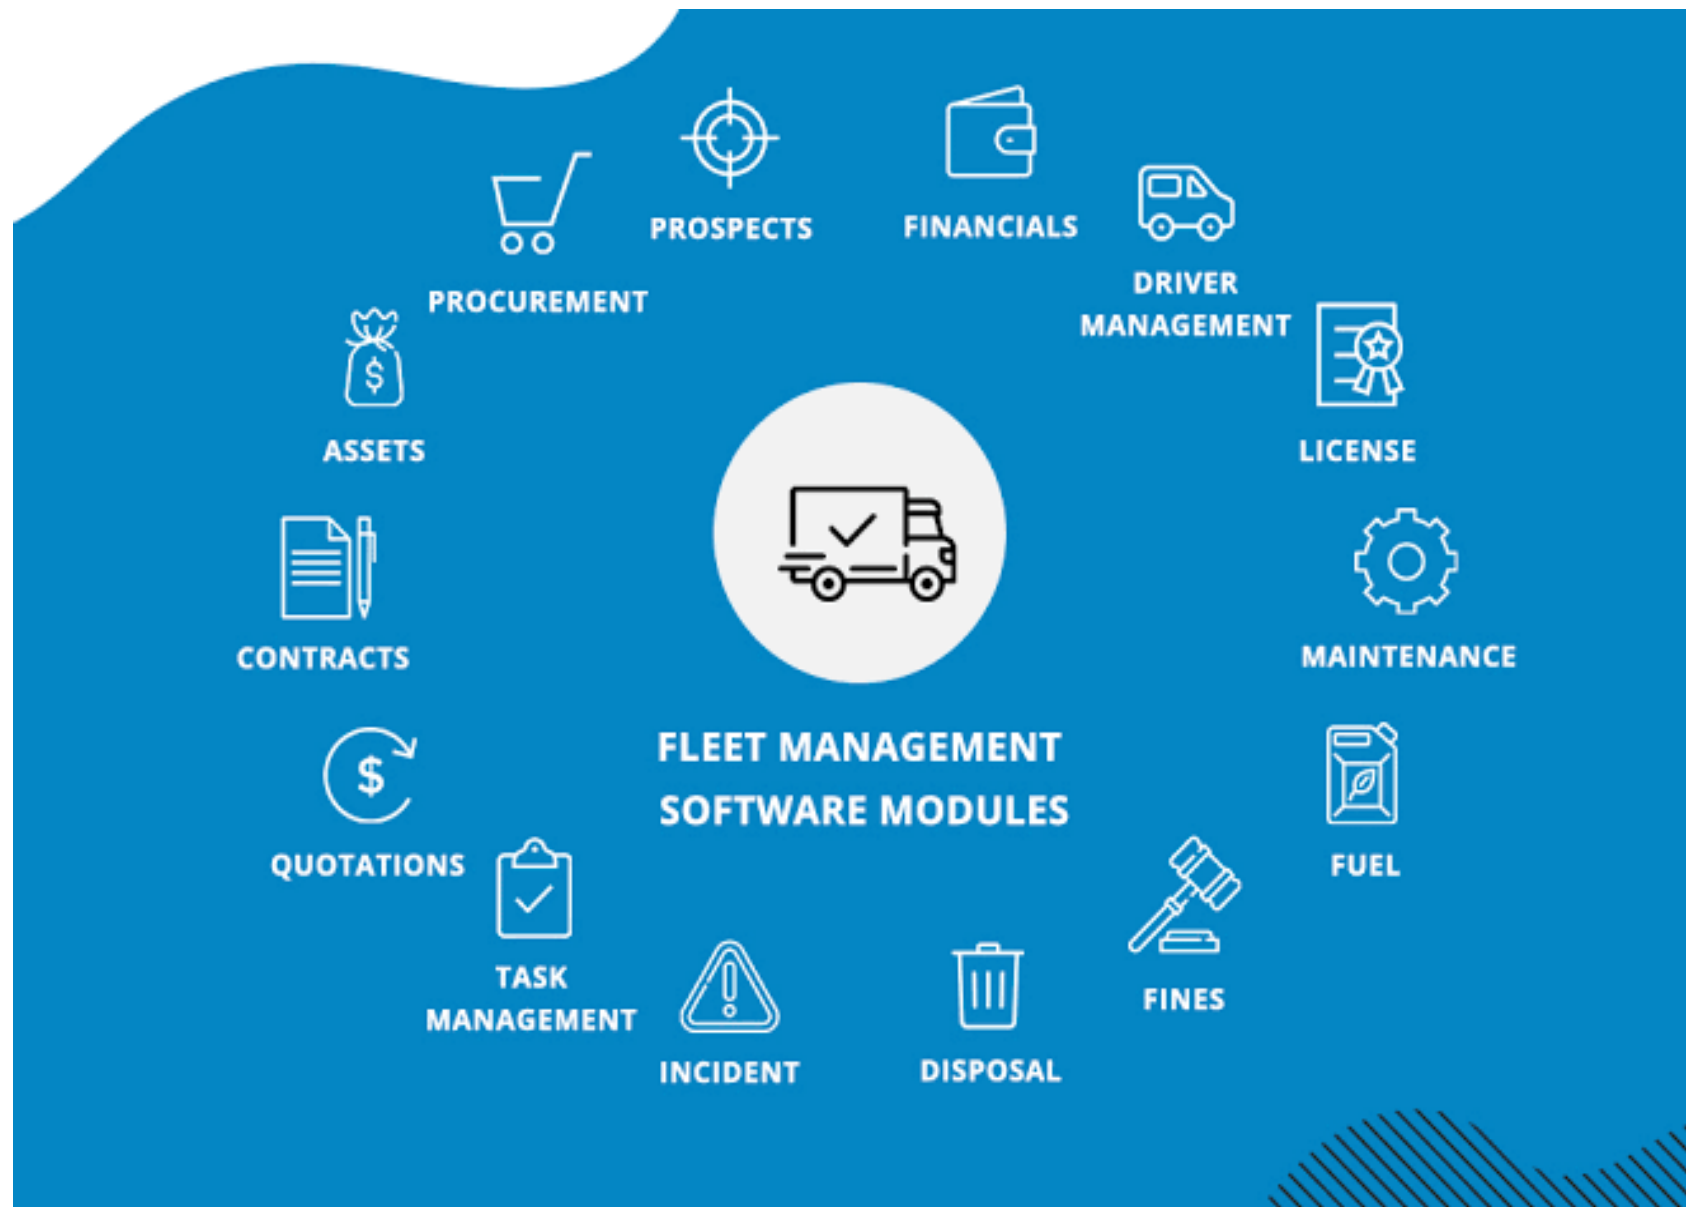 PROSPECTS
FINANCIALS
DRIVER
MANAGEMENT
PROCUREMENT
LICENSE
ASSETS
CONTRACTS
MAINTENANCE
FLEET MANAGEMENT
SOFTWARE MODULES
QUOTATIONS
FUEL
TASK
MANAGEMENT
FINES
INCIDENT
DISPOSAL
$
$